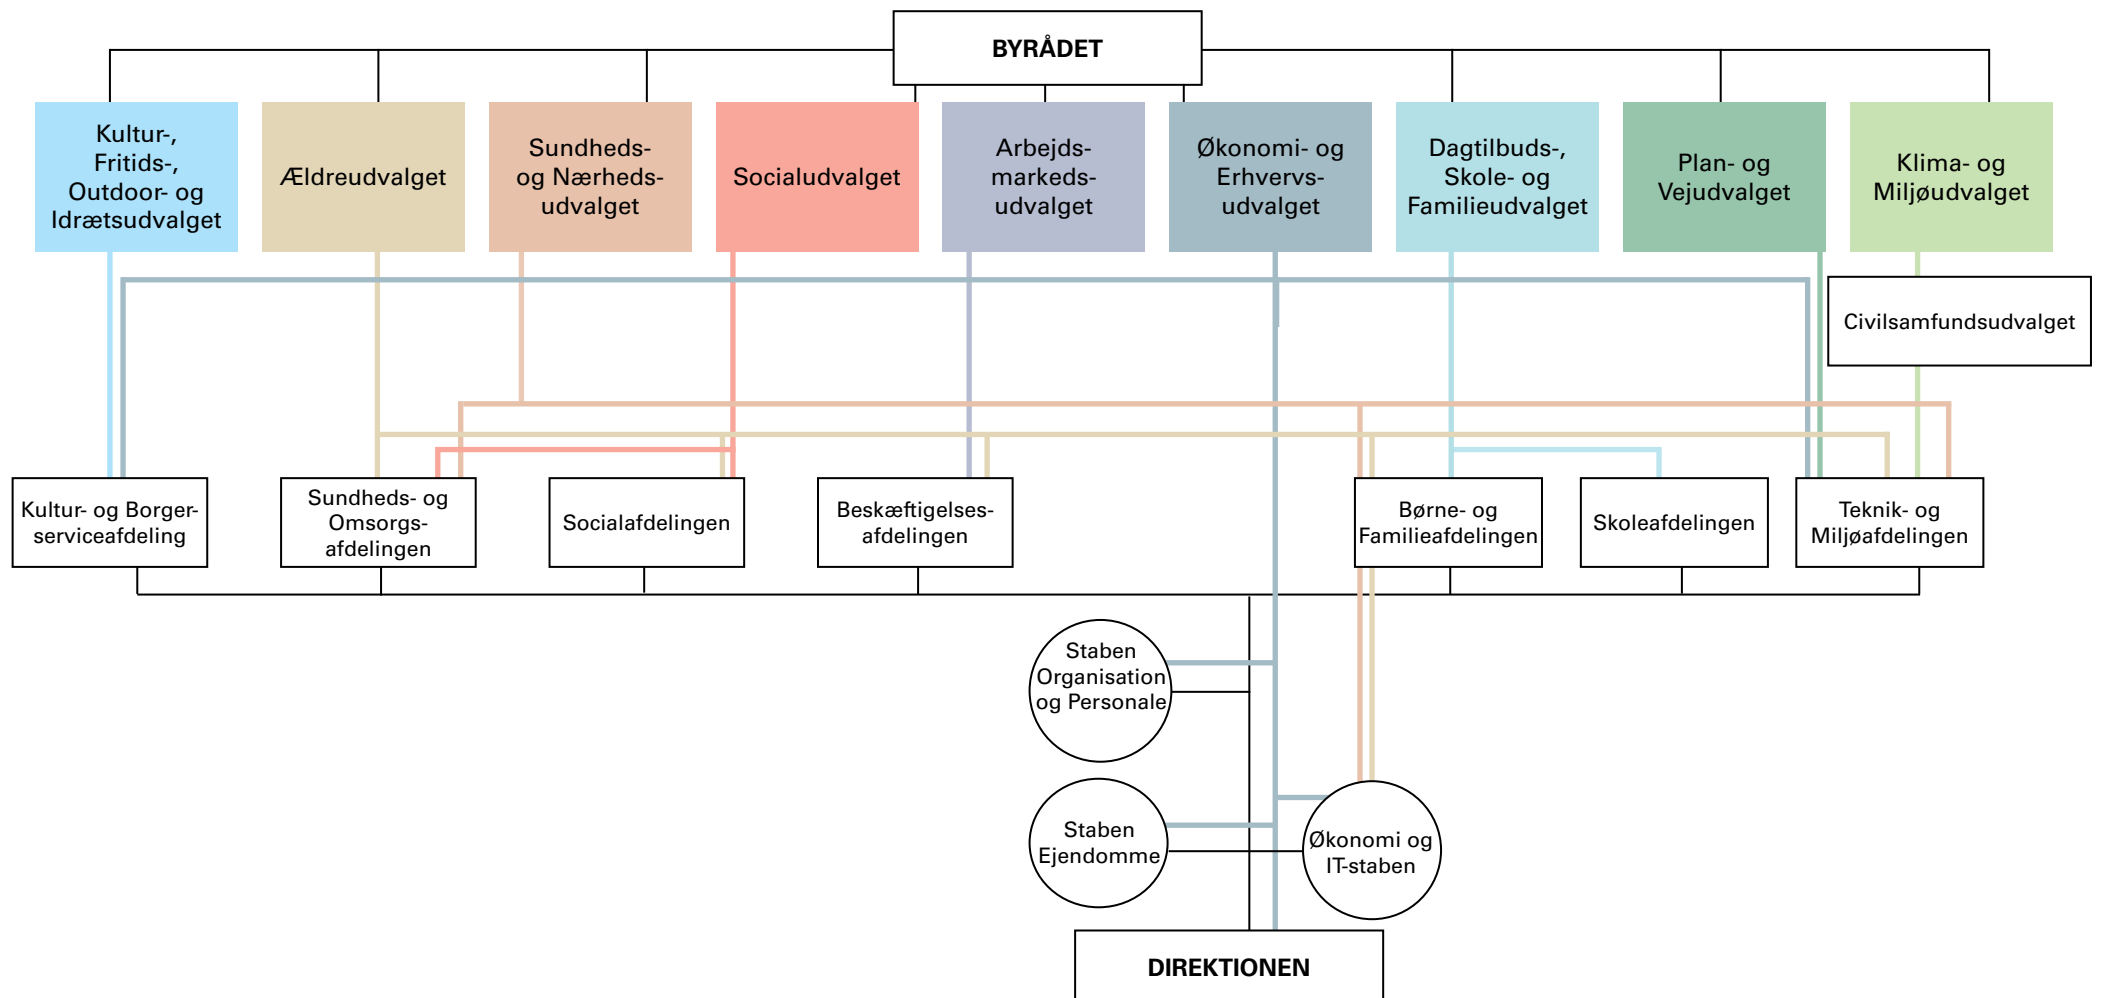 BYRÅDET
Kultur-,
Fritids-,
Outdoor- og
Idrætsudvalget
Ældreudvalget
Sundheds-
og Nærheds-
udvalget
Socialudvalget
Arbejds-
markeds-
udvalget
Økonomi- og
Erhvervs-
udvalget
Dagtilbuds-,
Skole- og
Familieudvalget
Plan- og
Vejudvalget
Klima- og
Miljøudvalget
Civilsamfundsudvalget
Kultur- og Borger-
serviceafdeling
Sundheds- og
Omsorgs-
afdelingen
Socialafdelingen
Beskæftigelses-
afdelingen
Børne- og
Familieafdelingen
Skoleafdelingen
Teknik- og
Miljøafdelingen
Staben
Organisation
og Personale
Staben
Ejendomme
Økonomi og
IT-staben
DIREKTIONEN